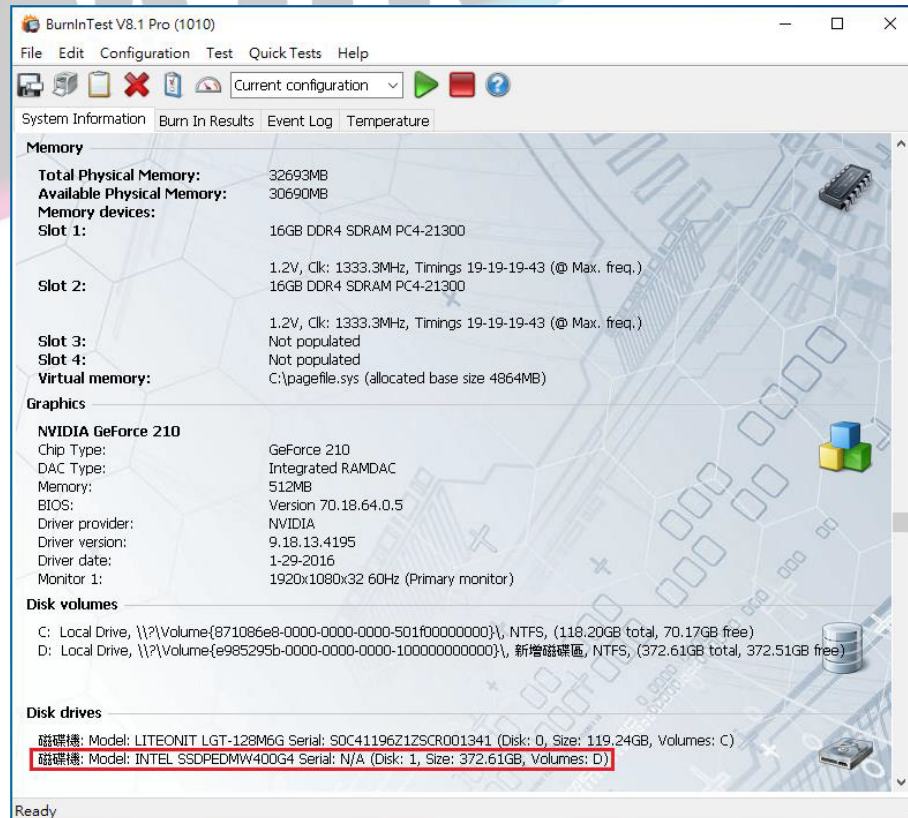 BurnInTest V8.1 Pro (1010)
File Edit Configuration Test Quick Tests Help
Current configuration
System Information Burn In Results Event Log Temperature
Memory
Total Physical Memory: 32693MB
Available Physical Memory: 30690MB
Memory devices:
Slot 1: 16GB DDR4 SDRAM PC4-21300
1.2V, Clk: 1333.3MHz, Timings 19-19-19-43 (@ Max. freq.)
Slot 2: 16GB DDR4 SDRAM PC4-21300
1.2V, Clk: 1333.3MHz, Timings 19-19-19-43 (@ Max. freq.)
Slot 3: Not populated
Slot 4: Not populated
Virtual memory: C:\pagefile.sys (allocated base size 4864MB)
Graphics
NVIDIA GeForce 210
Chip Type: GeForce 210
DAC Type: Integrated RAMDAC
Memory: 512MB
BIOS: Version 70.18.64.0.5
Driver provider: NVIDIA
Driver version: 9.18.13.4195
Driver date: 1-29-2016
Monitor 1: 1920x1080x32 60Hz (Primary monitor)
Disk volumes
C: Local Drive, \\?\Volume{871086e8-0000-0000-0000-501f00000000}\, NTFS, (118.20GB total, 70.17GB free)
D: Local Drive, \\?\Volume{e985295b-0000-0000-0000-100000000000}\, 新增磁碟區, NTFS, (372.61GB total, 372.51GB free)
Disk drives
磁碟機: Model: LITEONIT LGT-128M6G Serial: S0C41196Z1ZSCR001341 (Disk: 0, Size: 119.24GB, Volumes: C)
磁碟機: Model: INTEL SSDPEDMW400G4 Serial: N/A (Disk: 1, Size: 372.61GB, Volumes: D)
Ready